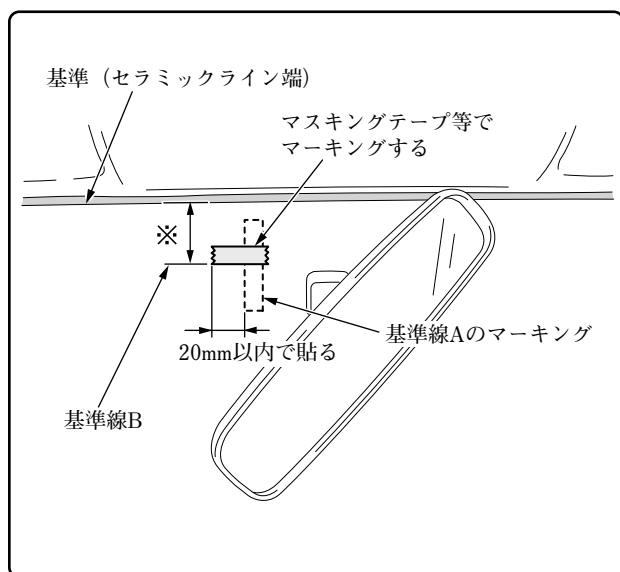 基準（セラミックライン端）
マスキングテープ等で
マーキングする
※
基準線Aのマーキング
20mm以内で貼る
基準線B